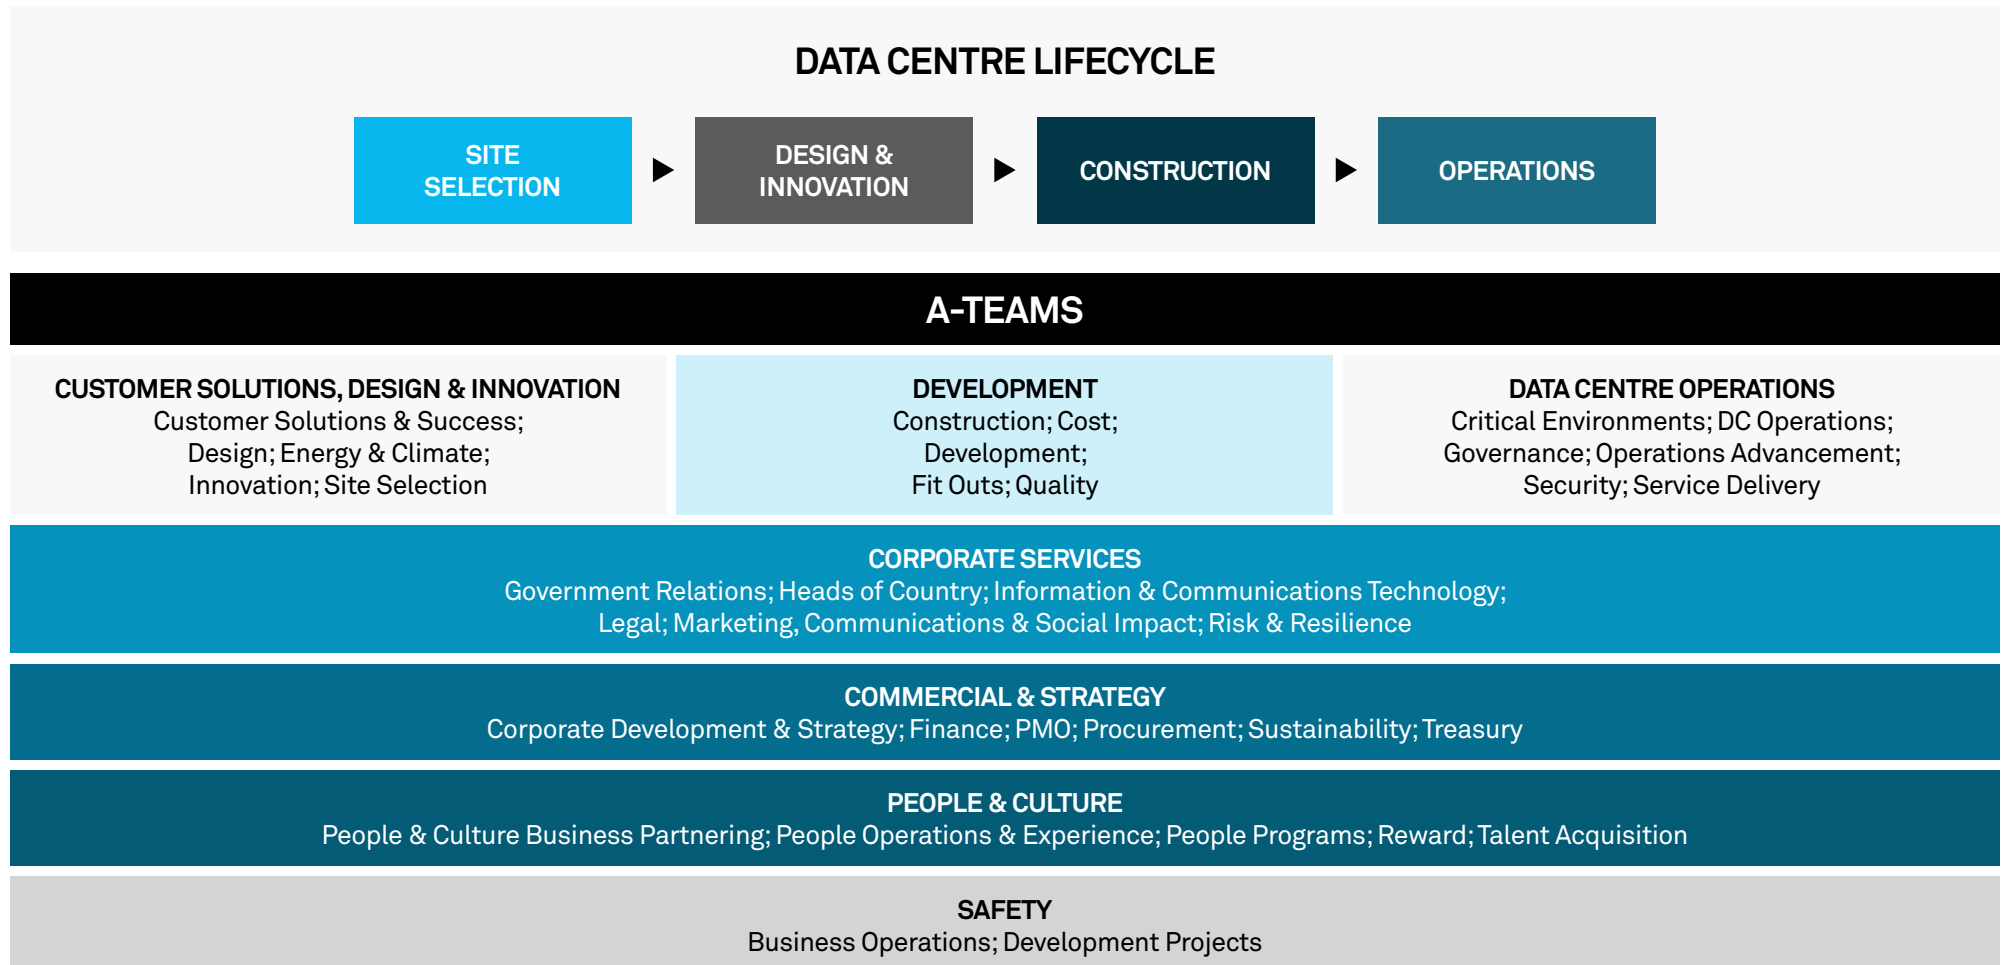 DATA CENTRE LIFECYCLE
SITE
SELECTION
DESIGN &
INNOVATION
CONSTRUCTION
OPERATIONS
A-TEAMS
CUSTOMER SOLUTIONS, DESIGN & INNOVATION
Customer Solutions & Success;
Design; Energy & Climate;
Innovation; Site Selection
DEVELOPMENT
Construction; Cost;
Development;
Fit Outs; Quality
DATA CENTRE OPERATIONS
Critical Environments; DC Operations;
Governance; Operations Advancement;
Security; Service Delivery
CORPORATE SERVICES
Government Relations; Heads of Country; Information & Communications Technology;
Legal; Marketing, Communications & Social Impact; Risk & Resilience
COMMERCIAL & STRATEGY
Corporate Development & Strategy; Finance; PMO; Procurement; Sustainability; Treasury
PEOPLE & CULTURE
People & Culture Business Partnering; People Operations & Experience; People Programs; Reward; Talent Acquisition
SAFETY
Business Operations; Development Projects